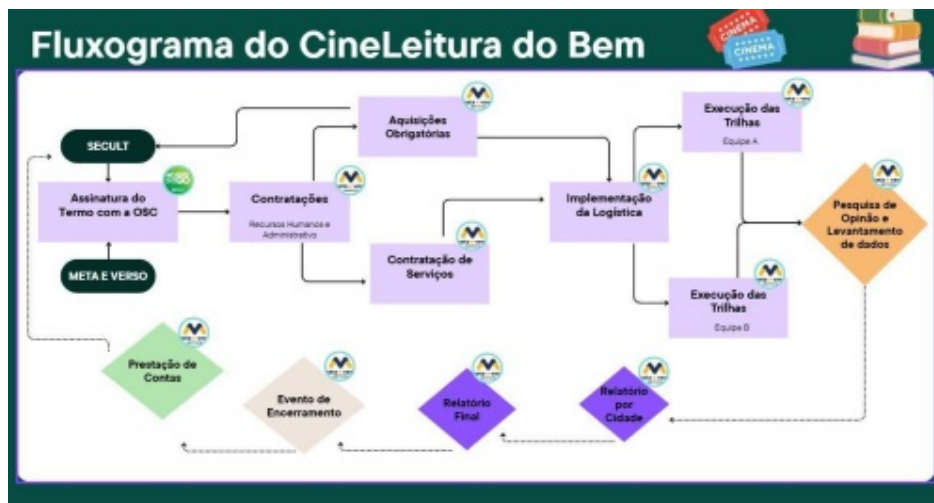 Fluxograma do CineLeitura do Bem
CINEMA
CINEMA
SECULT
Assinatura do
Termo com a OSC
META E VERSO
Contratações
Recursos Humanos e
Administrativo
Aquisições
Obrigatórias
Contratação de
Serviços
Implementação
da Logística
Execução das
Trilhas
Equipe A
Execução das
Trilhas
Equipe B
Pesquisa de
Opinião e
Levantamento
de dados
Relatório
por
Cidade
Relatório
Final
Evento de
Encerramento
Prestação de
Contas